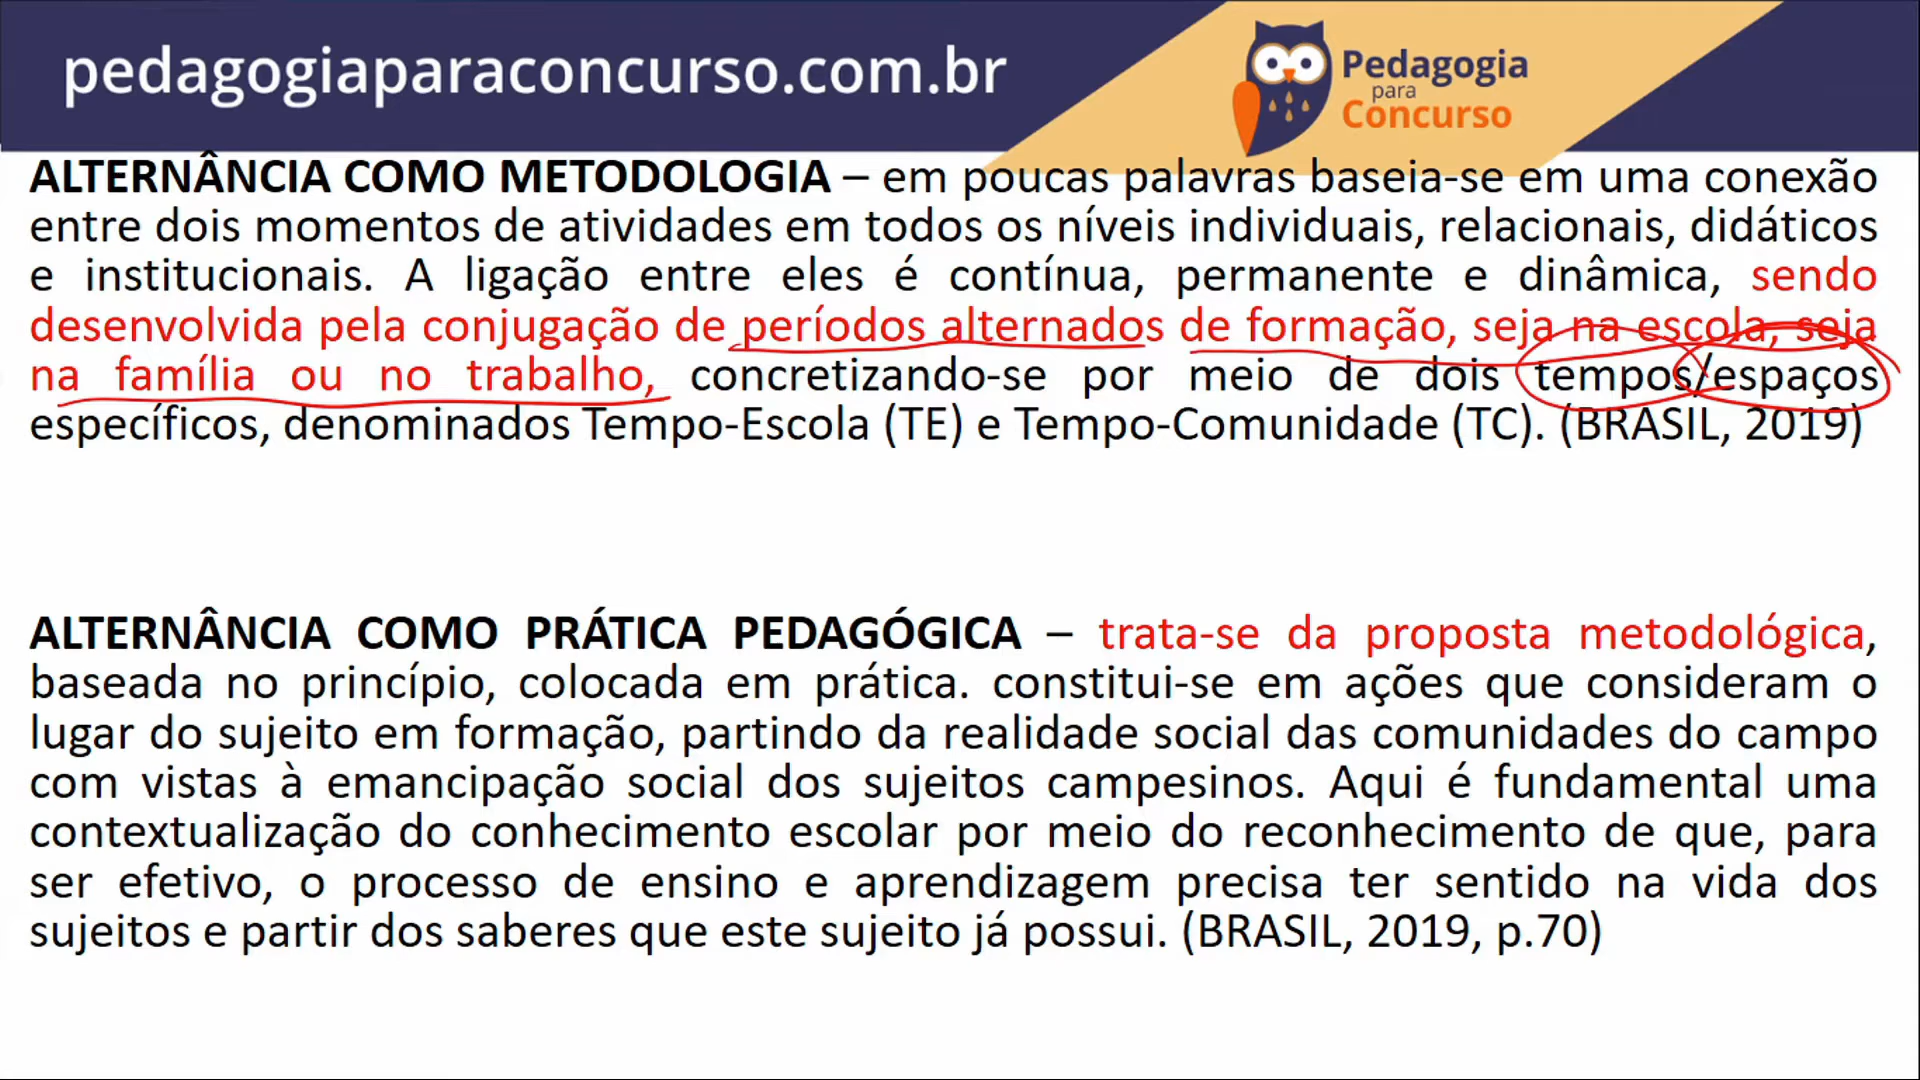 pedagogiaparaconcurso.com.br
Pedagogia
para
Concurso
ALTERNÂNCIA COMO METODOLOGIA – em poucas palavras baseia-se em uma conexão
entre dois momentos de atividades em todos os níveis individuais, relacionais, didáticos
e institucionais. A ligação entre eles é contínua, permanente e dinâmica, sendo
desenvolvida pela conjugação de períodos alternados de formação, seja na escola, seja
na família ou no trabalho, concretizando-se por meio de dois tempos/espaços
específicos, denominados Tempo-Escola (TE) e Tempo-Comunidade (TC). (BRASIL, 2019)
ALTERNÂNCIA COMO PRÁTICA PEDAGÓGICA – trata-se da proposta metodológica,
baseada no princípio, colocada em prática. constitui-se em ações que consideram o
lugar do sujeito em formação, partindo da realidade social das comunidades do campo
com vistas à emancipação social dos sujeitos campesinos. Aqui é fundamental uma
contextualização do conhecimento escolar por meio do reconhecimento de que, para
ser efetivo, o processo de ensino e aprendizagem precisa ter sentido na vida dos
sujeitos e partir dos saberes que este sujeito já possui. (BRASIL, 2019, p.70)